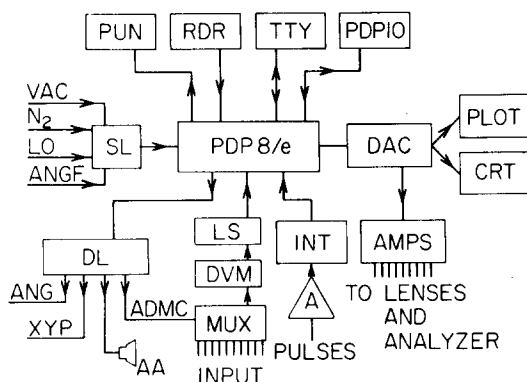 PUN
RDR
TTY
PDP10
VAC
N2
LO
ANGF
SL
PDP 8/e
DAC
PLOT
CRT
DL
LS
INT
AMPS
DVM
A
ANG
XYP
AA
ADMC
MUX
INPUT
PULSES
TO LENSES
AND
ANALYZER